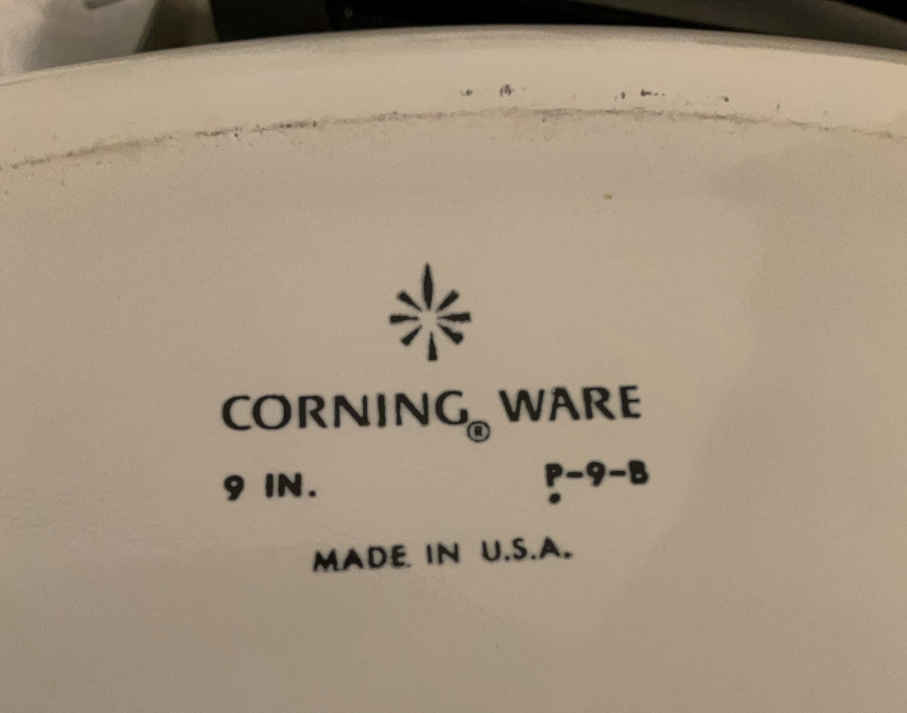 CORNING® WARE
9 IN. P-9-B
MADE IN U.S.A.